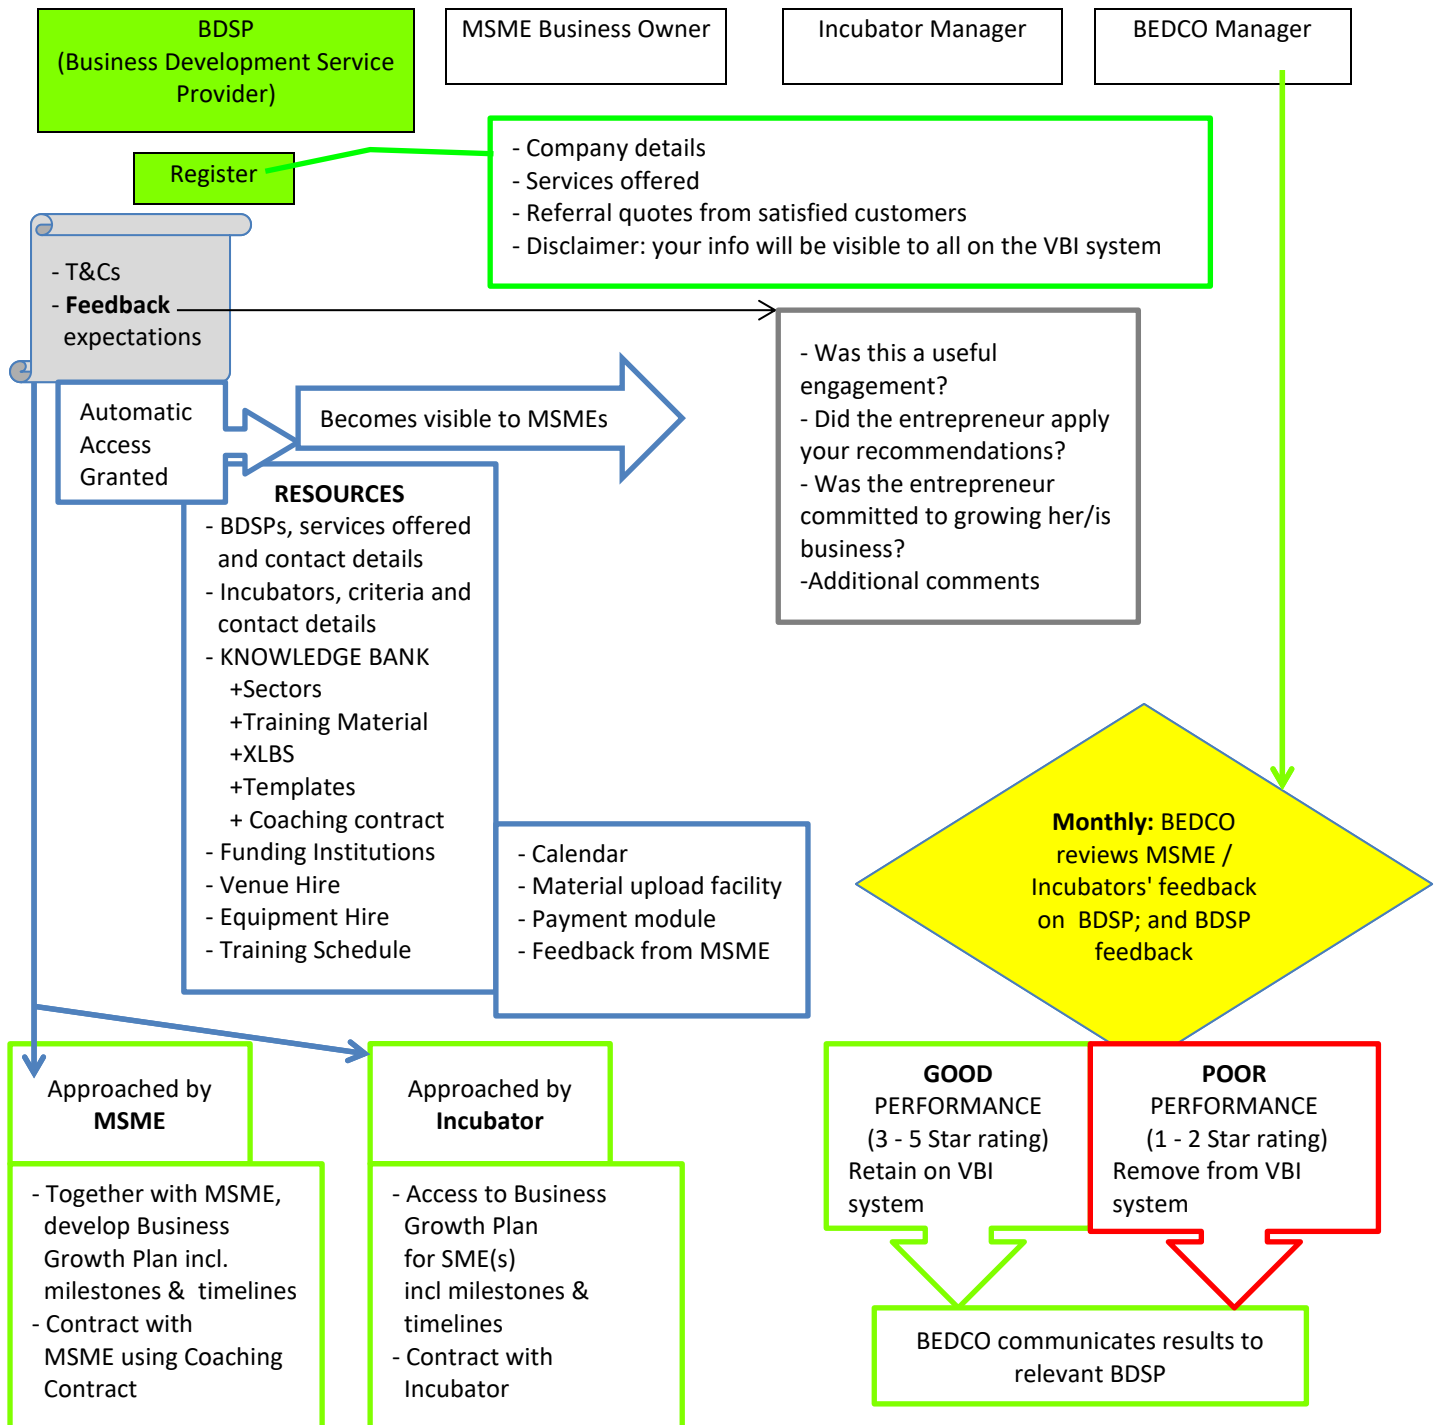 BDSP
(Business Development Service
Provider)
MSME Business Owner
Incubator Manager
BEDCO Manager
Register
- Company details
- Services offered
- Referral quotes from satisfied customers
- Disclaimer: your info will be visible to all on the VBI system
- T&Cs
- Feedback
expectations
- Was this a useful
engagement?
- Did the entrepreneur apply
your recommendations?
- Was the entrepreneur
committed to growing her/is
business?
-Additional comments
Automatic
Access
Granted
Becomes visible to MSMEs
RESOURCES
- BDSPs, services offered
and contact details
- Incubators, criteria and
contact details
- KNOWLEDGE BANK
+Sectors
+Training Material
+XLBS
+Templates
+ Coaching contract
- Funding Institutions
- Venue Hire
- Equipment Hire
- Training Schedule
- Calendar
- Material upload facility
- Payment module
- Feedback from MSME
Monthly: BEDCO
reviews MSME /
Incubators' feedback
on BDSP; and BDSP
feedback
Approached by
MSME
Approached by
Incubator
GOOD
PERFORMANCE
(3 - 5 Star rating)
Retain on VBI
system
POOR
PERFORMANCE
(1 - 2 Star rating)
Remove from VBI
system
- Together with MSME,
develop Business
Growth Plan incl.
milestones & timelines
- Contract with
MSME using Coaching
Contract
- Access to Business
Growth Plan
for SME(s)
incl milestones &
timelines
- Contract with
Incubator
BEDCO communicates results to
relevant BDSP